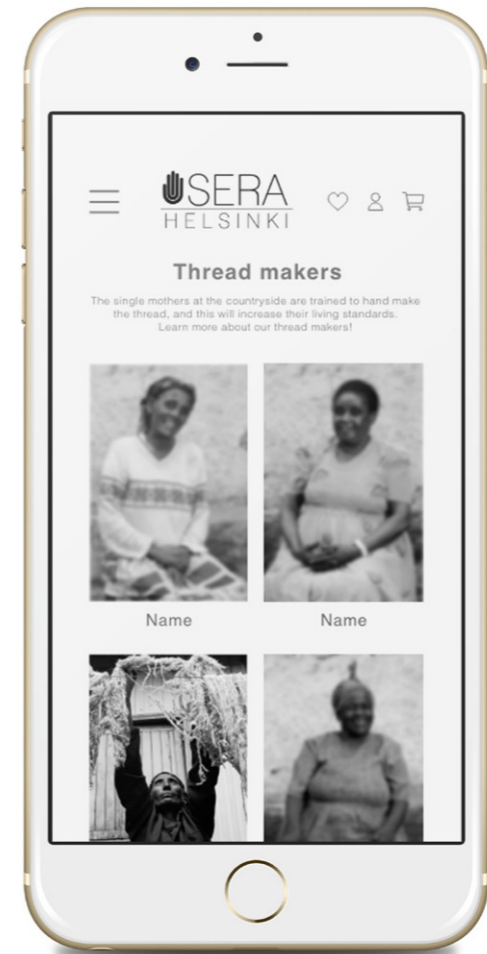 SERA
HELSINKI
Thread makers
The single mothers at the countryside are trained to hand make
the thread, and this will increase their living standards.
Learn more about our thread makers!
Name
Name